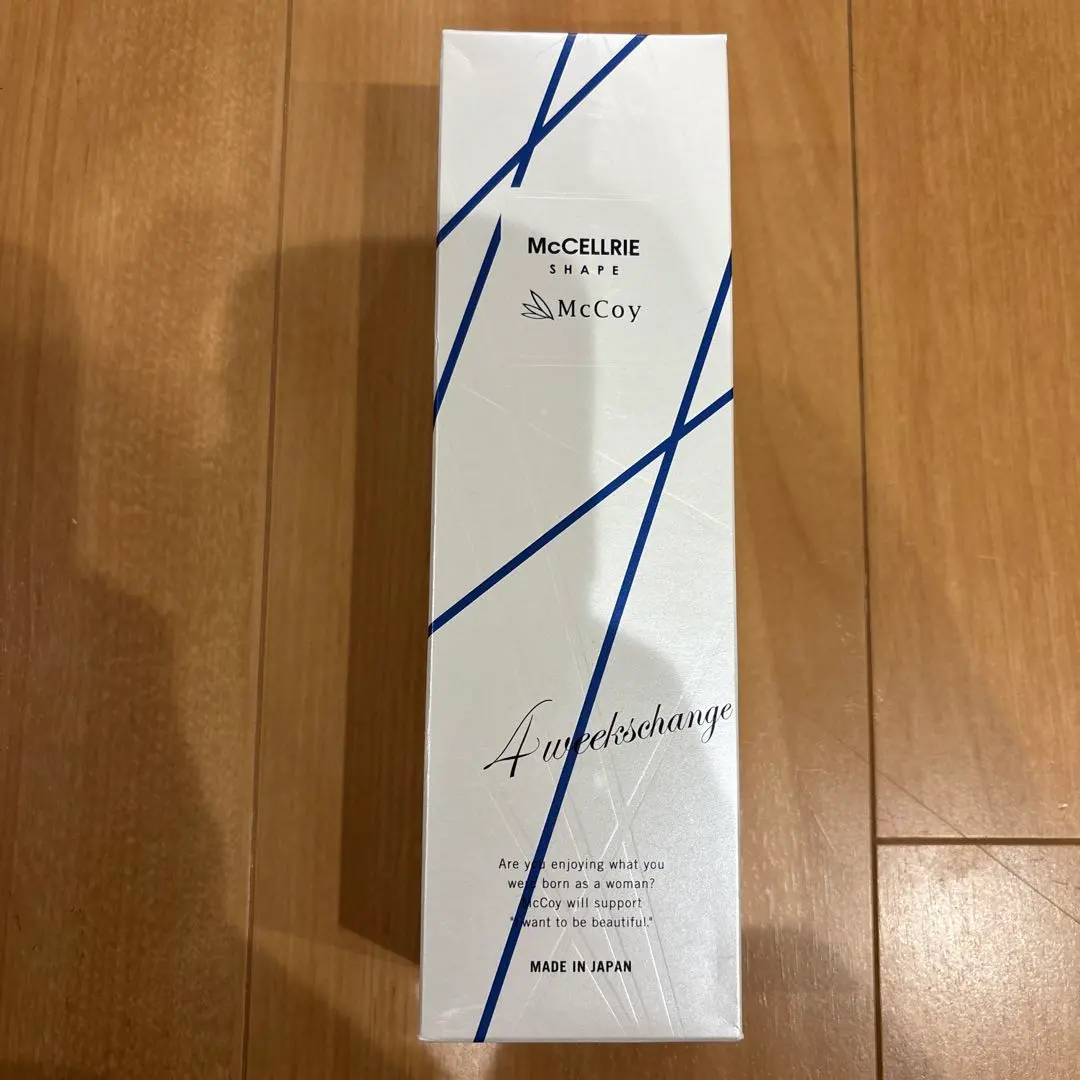 McCELLRIE
SHAPE
McCoy
4weekschange
Are you enjoying what you
were born as a woman?
McCoy will support
"I want to be beautiful."
MADE IN JAPAN